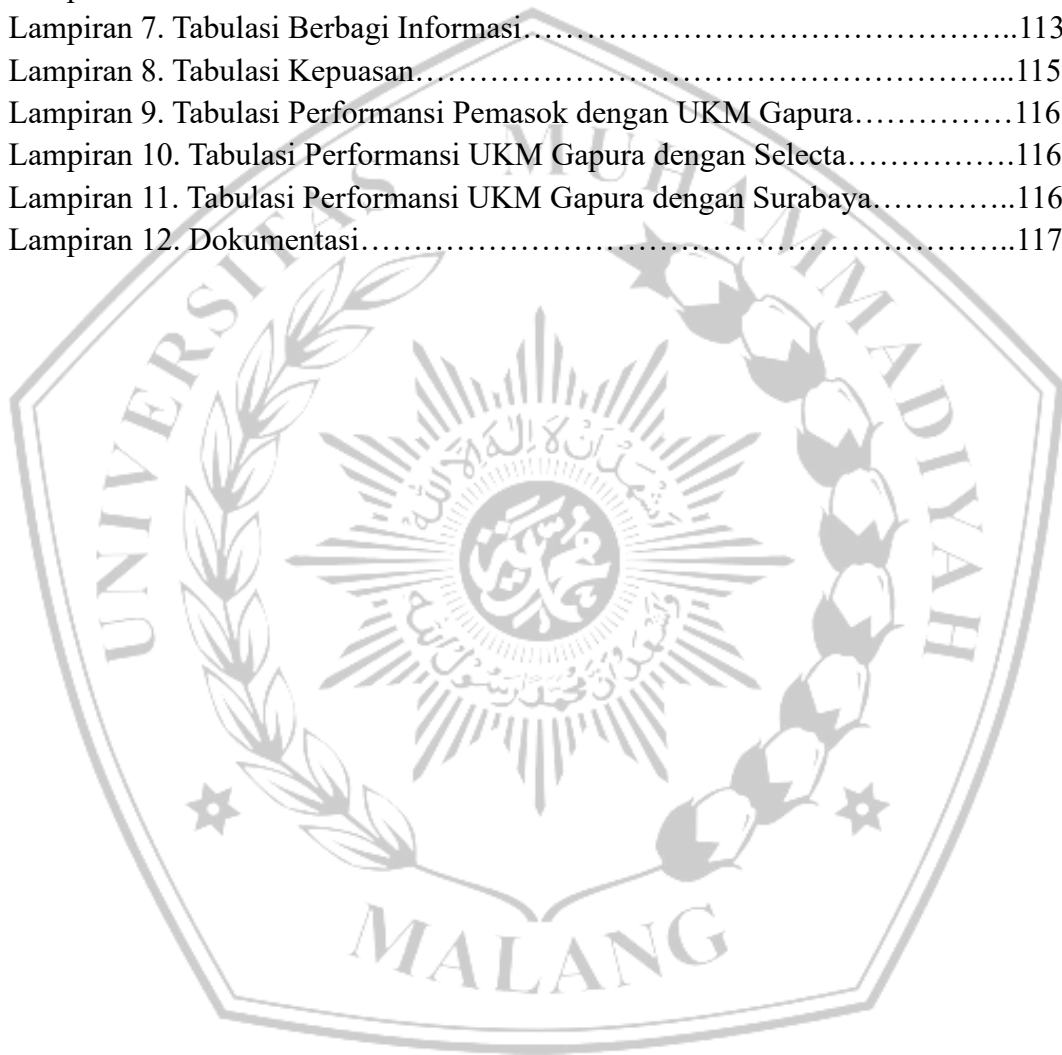 Lampiran 7. Tabulasi Berbagi Informasi…………………………………………..113
Lampiran 8. Tabulasi Kepuasan…………………………………………………...115
Lampiran 9. Tabulasi Performansi Pemasok dengan UKM Gapura……………116
Lampiran 10. Tabulasi Performansi UKM Gapura dengan Selecta…………….116
Lampiran 11. Tabulasi Performansi UKM Gapura dengan Surabaya…………..116
Lampiran 12. Dokumentasi………………………………………………………..117
UNIVERSITAS MUHAMMADIYAH
MALANG